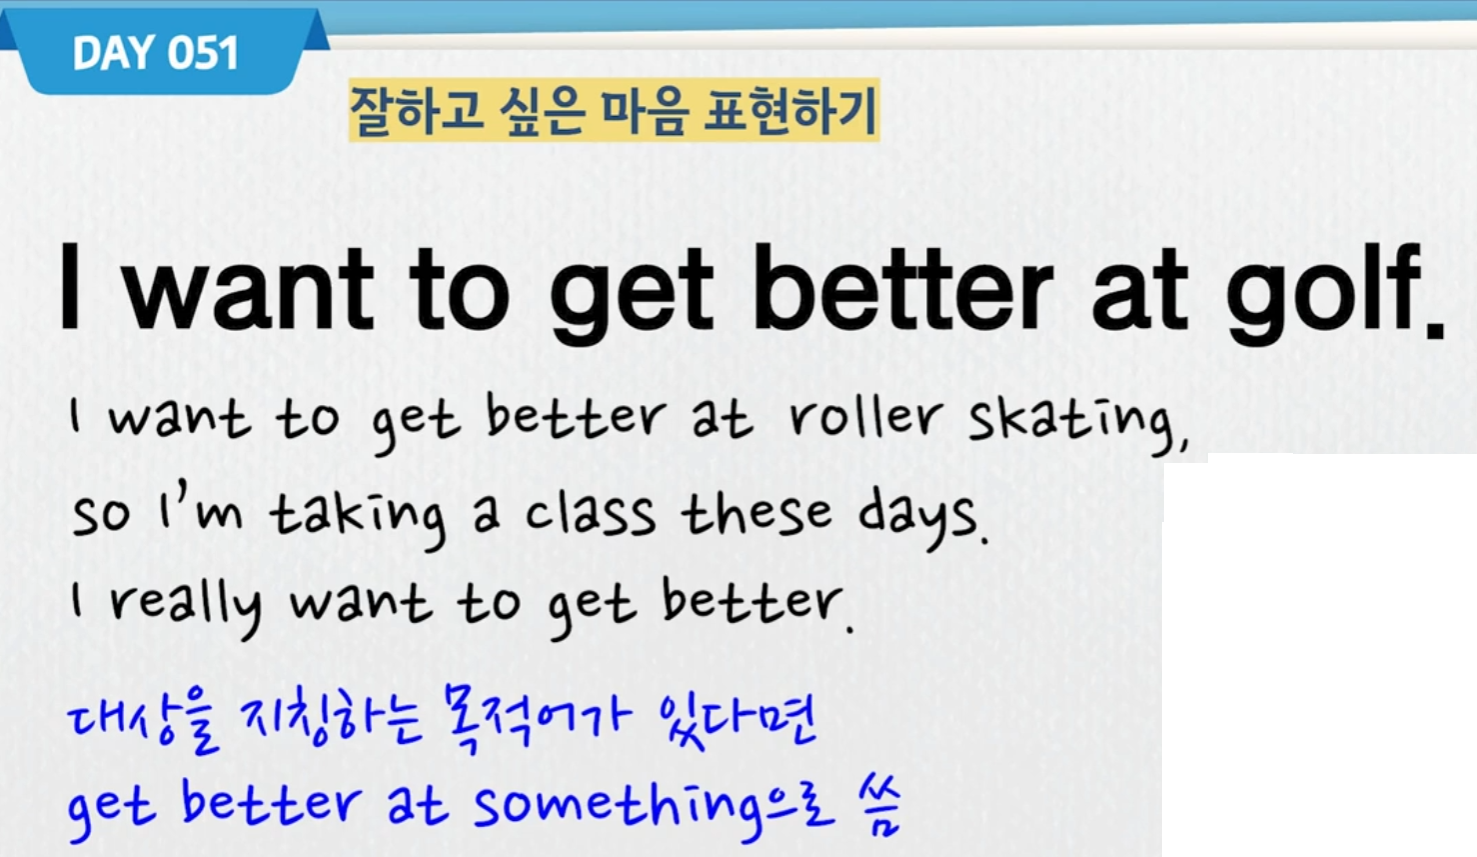 DAY 051
잘하고 싶은 마음 표현하기
I want to get better at golf.
I want to get better at roller skating,
so I'm taking a class these days.
I really want to get better.
대상을 지칭하는 목적어가 있다면
get better at something으로 씀